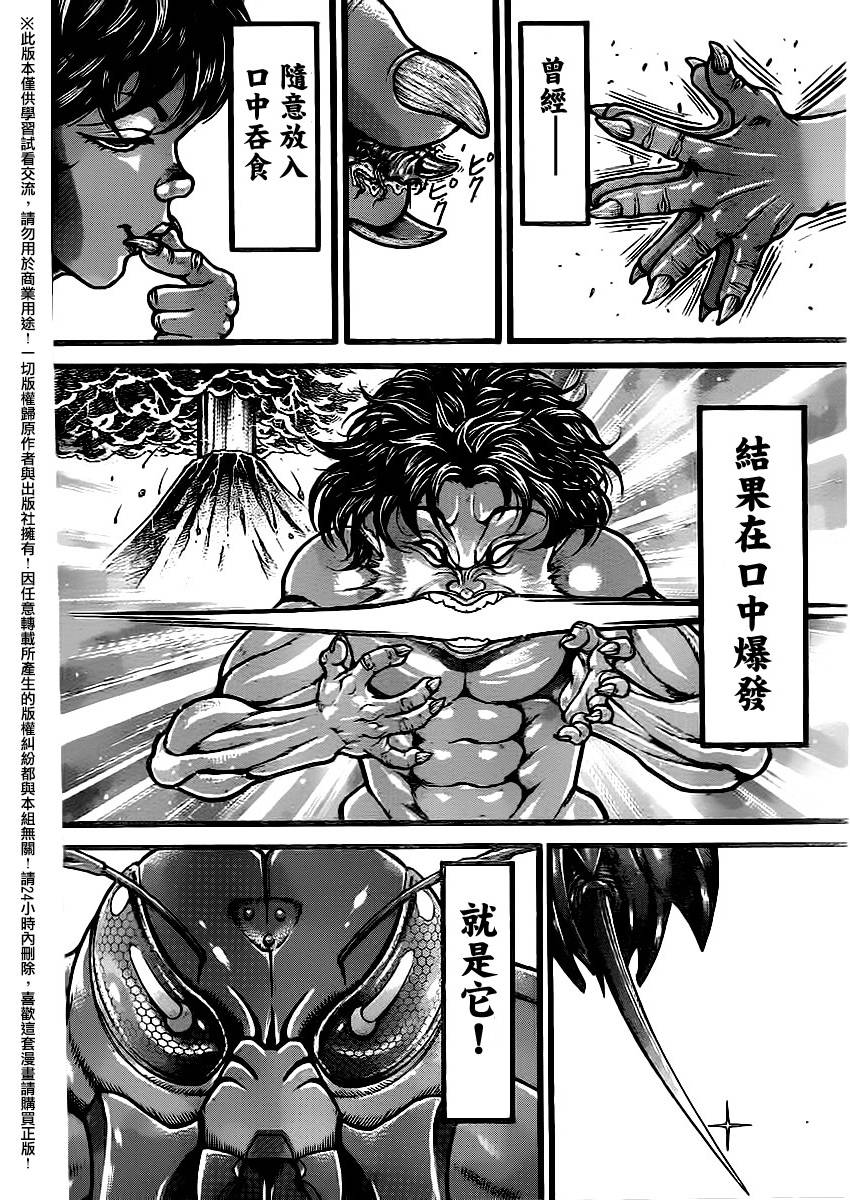 曾經——
ピク
ピク
隨意放入
口中吞食
結果在口中爆發
就是它！
※此版本僅供學習試看交流，請勿用於商業用途！一切版權歸原作者與出版社擁有！因任意轉載所產生的版權糾紛都與本組無關！請24小時內刪除，喜歡這套漫畫請購買正版！